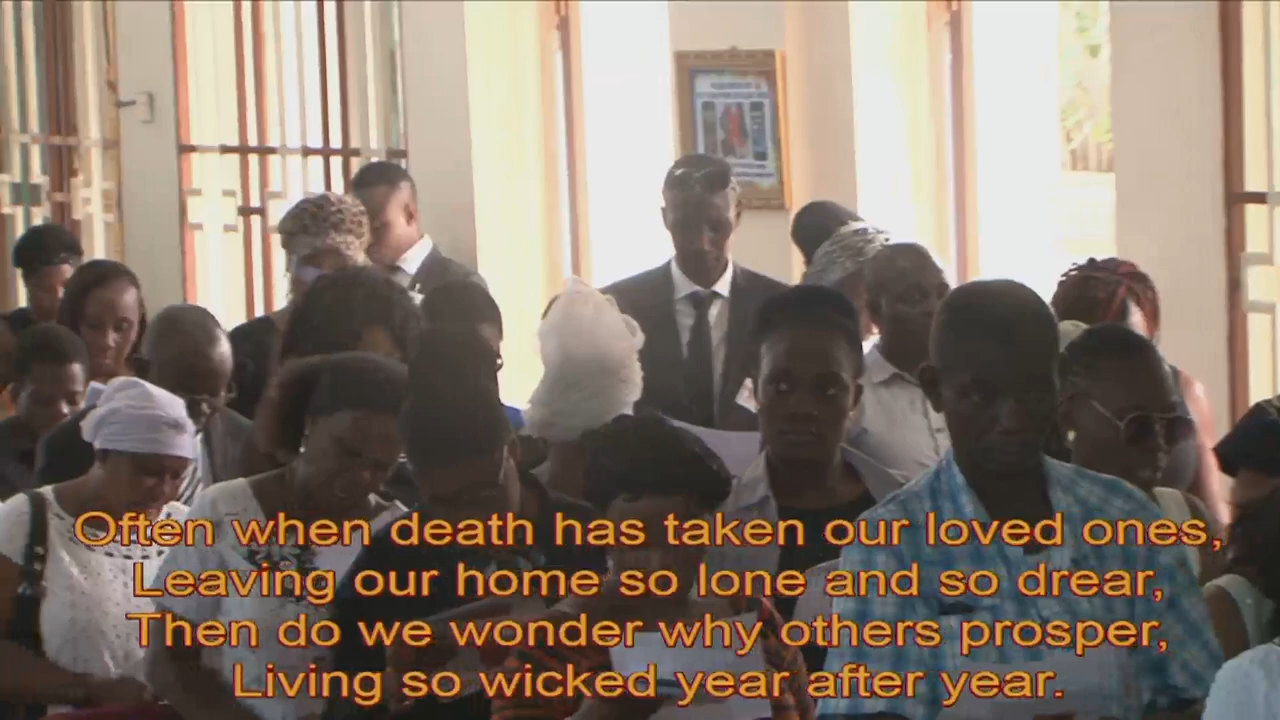 Often when death has taken our loved ones,
Leaving our home so lone and so drear,
Then do we wonder why others prosper,
Living so wicked year after year.